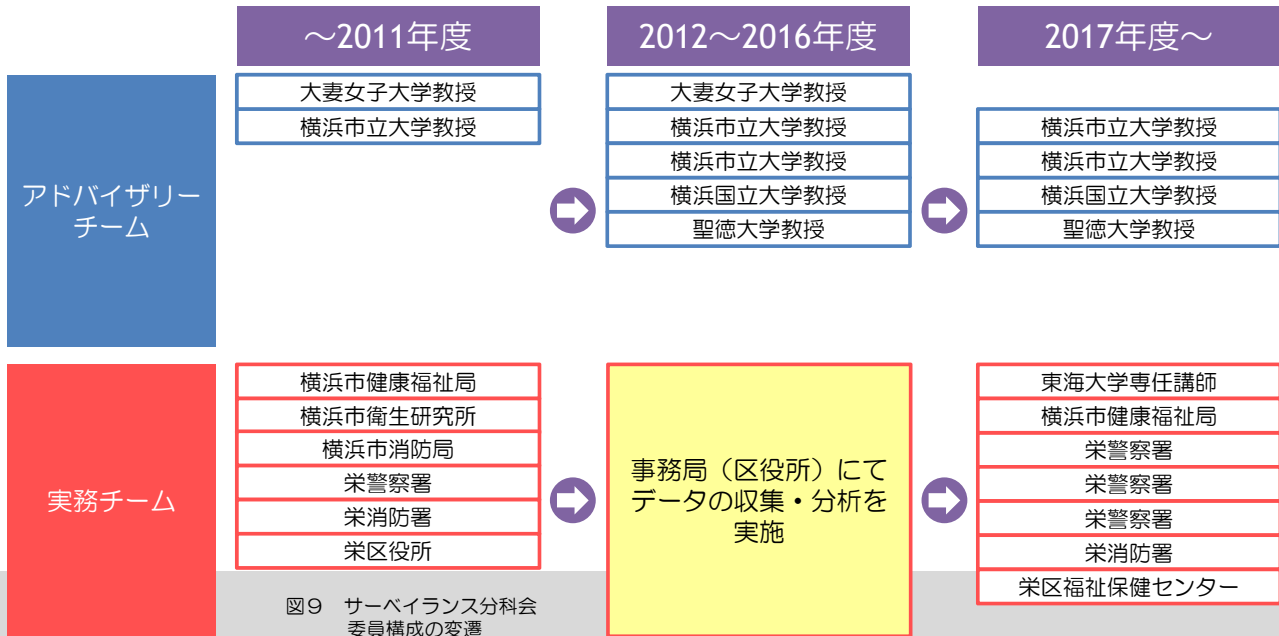 ～2011年度
2012～2016年度
2017年度～
アドバイザリー
チーム
大妻女子大学教授
横浜市立大学教授
大妻女子大学教授
横浜市立大学教授
横浜市立大学教授
横浜国立大学教授
聖徳大学教授
横浜市立大学教授
横浜市立大学教授
横浜国立大学教授
聖徳大学教授
実務チーム
横浜市健康福祉局
横浜市衛生研究所
横浜市消防局
栄警察署
栄消防署
栄区役所
事務局（区役所）にて
データの収集・分析を
実施
東海大学専任講師
横浜市健康福祉局
栄警察署
栄警察署
栄警察署
栄消防署
栄区福祉保健センター
図９　サーベイランス分科会
委員構成の変遷